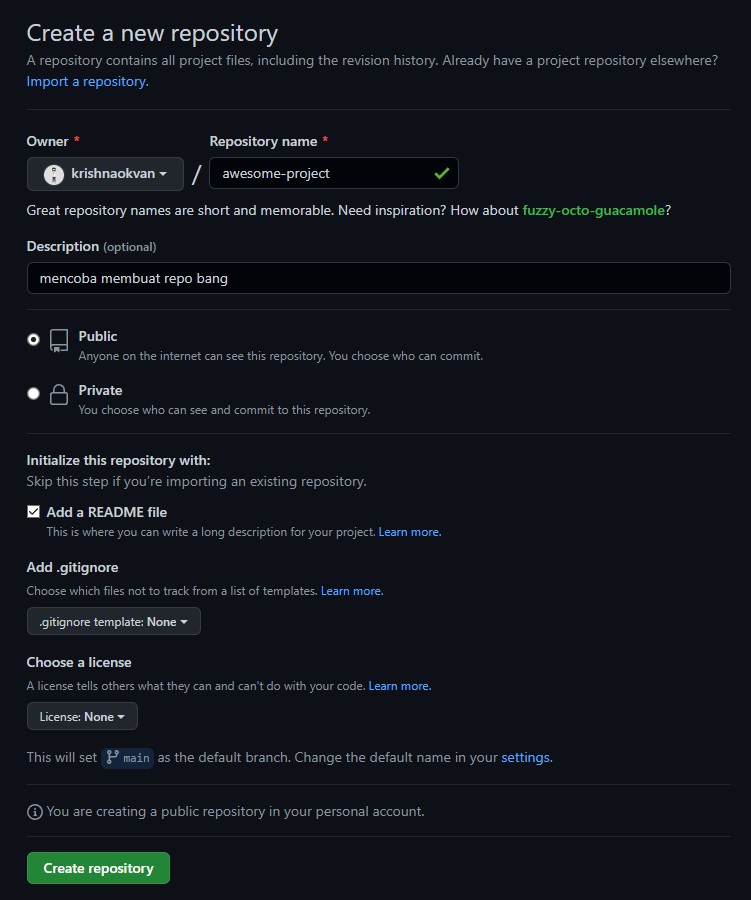 Create a new repository
A repository contains all project files, including the revision history. Already have a project repository elsewhere?
Import a repository.
Owner * Repository name *
krishnaokvan / awesome-project
Great repository names are short and memorable. Need inspiration? How about fuzzy-octo-guacamole?
Description (optional)
mencoba membuat repo bang
Public
Anyone on the internet can see this repository. You choose who can commit.
Private
You choose who can see and commit to this repository.
Initialize this repository with:
Skip this step if you're importing an existing repository.
Add a README file
This is where you can write a long description for your project. Learn more.
Add .gitignore
Choose which files not to track from a list of templates. Learn more.
.gitignore template: None
Choose a license
A license tells others what they can and can't do with your code. Learn more.
License: None
This will set main as the default branch. Change the default name in your settings.
You are creating a public repository in your personal account.
Create repository